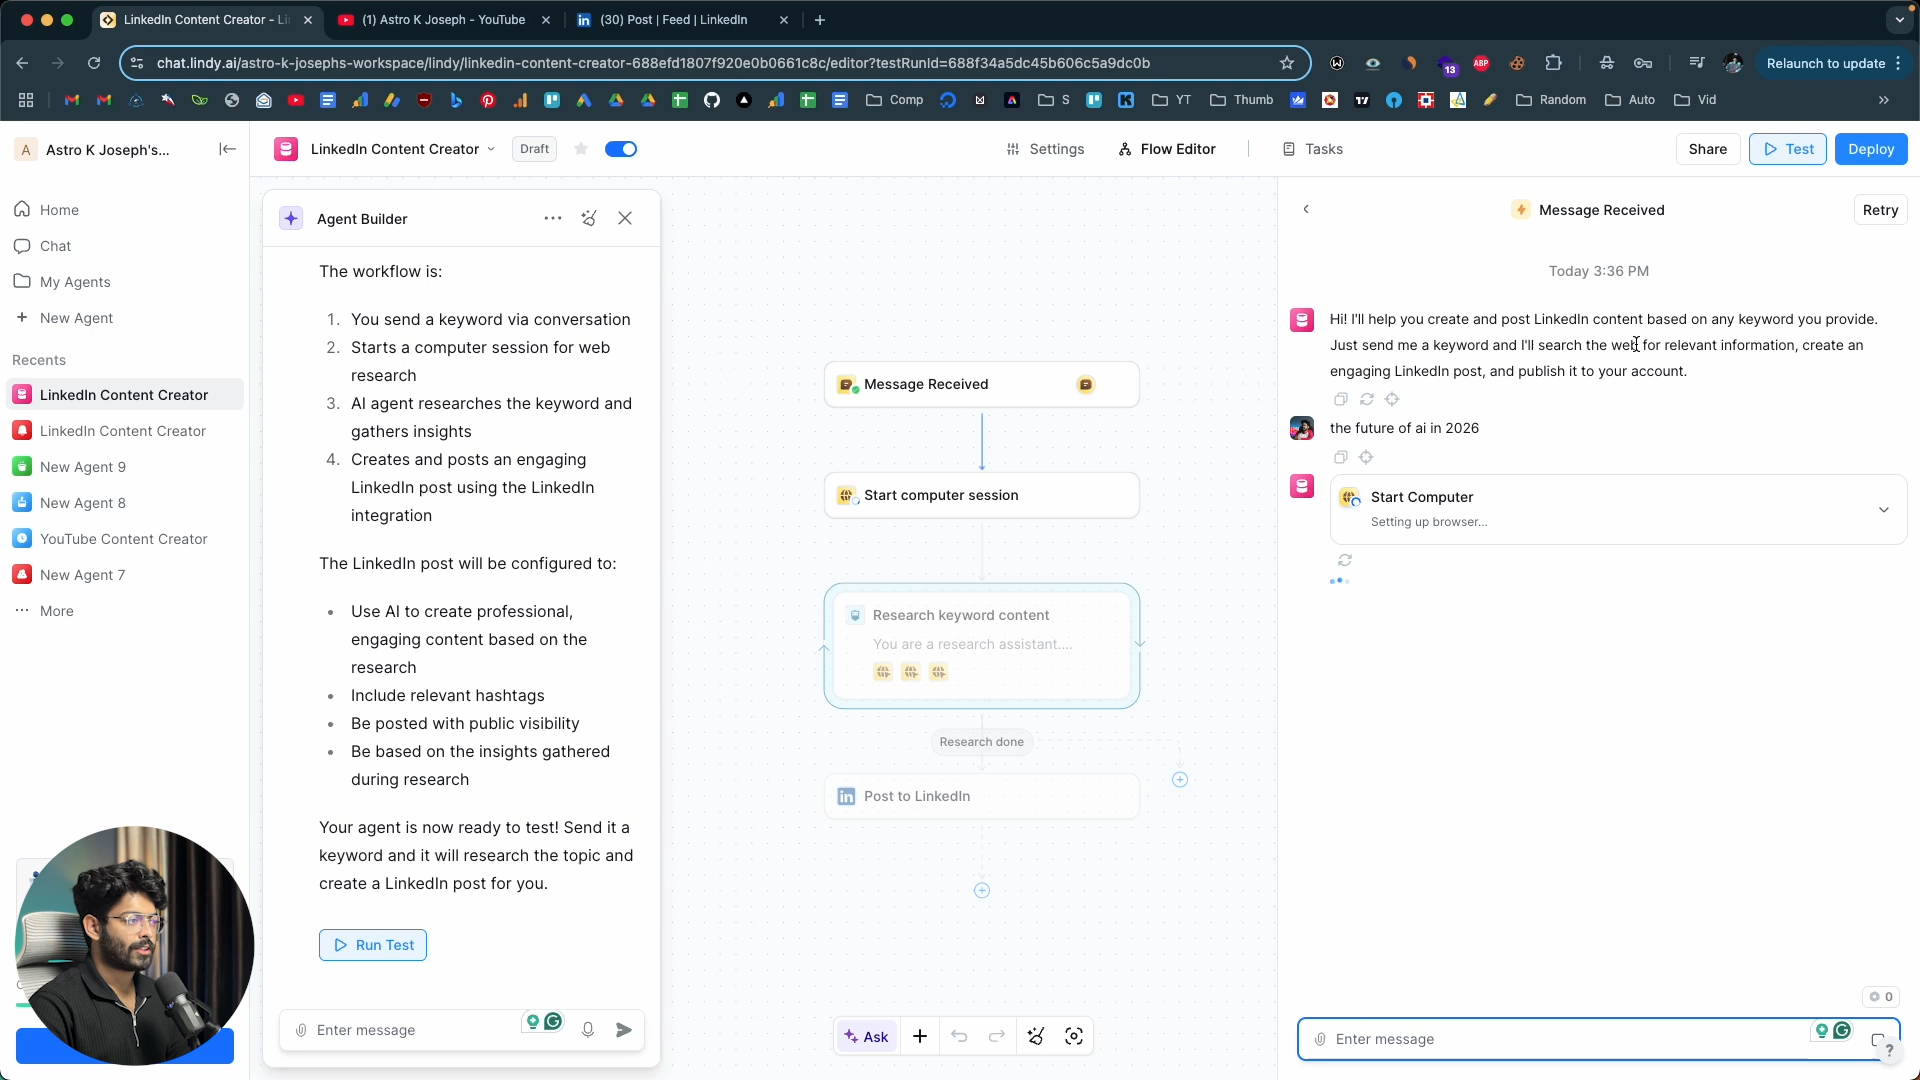 LinkedIn Content Creator - Li
(1) Astro K Joseph - YouTube
(30) Post | Feed | LinkedIn
chat.lindy.ai/astro-k-josephs-workspace/lindy/linkedin-content-creator-688efd1807f920e0b0661c8c/editor?testRunId=688f34a5dc45b606c5a9dc0b
13
ABP
Relaunch to update
Comp
S
YT
Thumb
Random
Auto
Vid
A
Astro K Joseph's...
LinkedIn Content Creator
Draft
Settings
Flow Editor
Tasks
Share
Test
Deploy
Home
Chat
My Agents
New Agent
Recents
LinkedIn Content Creator
LinkedIn Content Creator
New Agent 9
New Agent 8
YouTube Content Creator
New Agent 7
More
Agent Builder
The workflow is:
1. You send a keyword via conversation
2. Starts a computer session for web
research
3. AI agent researches the keyword and
gathers insights
4. Creates and posts an engaging
LinkedIn post using the LinkedIn
integration
The LinkedIn post will be configured to:
• Use AI to create professional,
engaging content based on the
research
• Include relevant hashtags
• Be posted with public visibility
• Be based on the insights gathered
during research
Your agent is now ready to test! Send it a
keyword and it will research the topic and
create a LinkedIn post for you.
Run Test
Enter message
Message Received
Start computer session
Research keyword content
You are a research assistant....
Research done
Post to LinkedIn
Ask
Message Received
Retry
Today 3:36 PM
Hi! I'll help you create and post LinkedIn content based on any keyword you provide.
Just send me a keyword and I'll search the web for relevant information, create an
engaging LinkedIn post, and publish it to your account.
the future of ai in 2026
Start Computer
Setting up browser...
0
Enter message
?